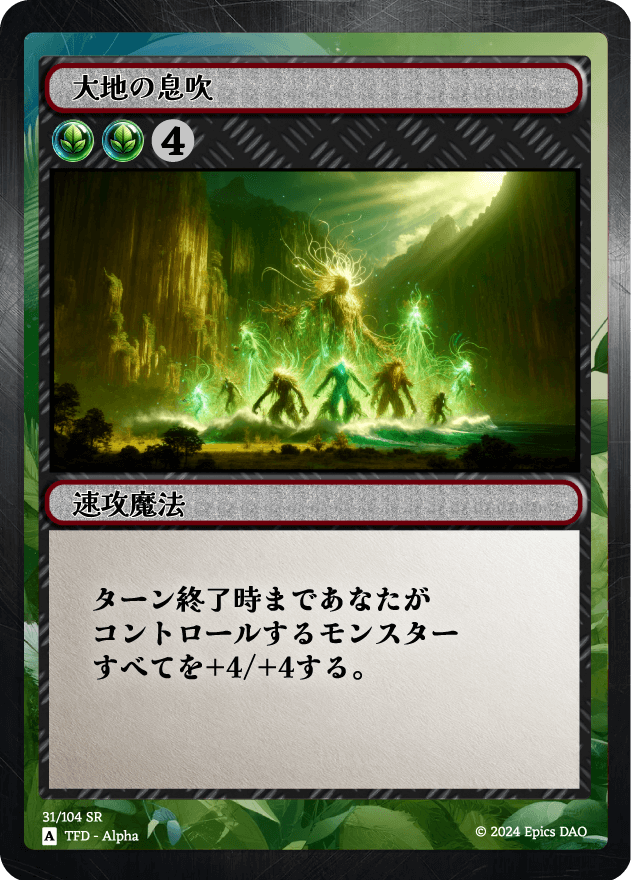 大地の息吹
4
速攻魔法
ターン終了時まであなたが
コントロールするモンスター
すべてを+4/+4する。
31/104 SR
A TFD - Alpha
© 2024 Epics DAO